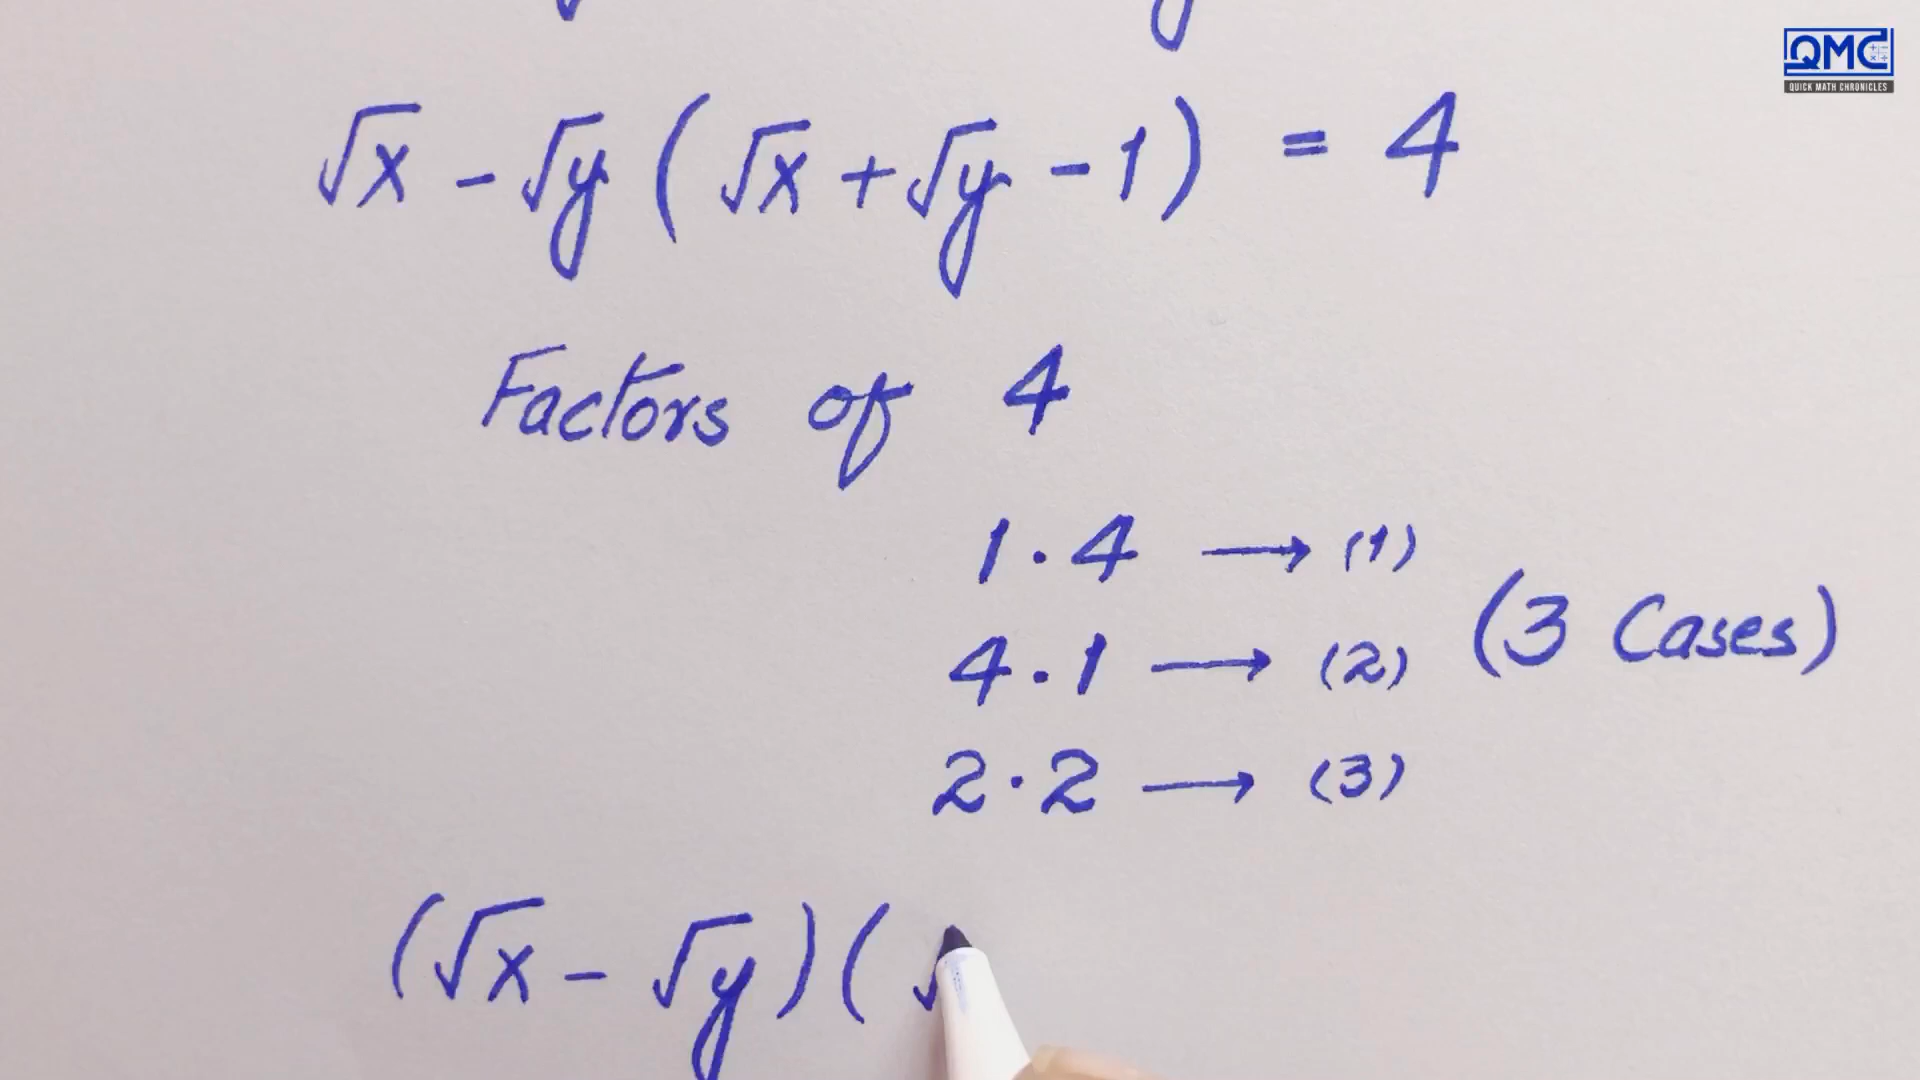 QMC
QUICK MATH CHRONICLES
√x - √y ( √x + √y - 1 ) = 4
Factors of 4
1 . 4 → (1)
4 . 1 → (2) (3 Cases)
2 . 2 → (3)
(√x - √y) ( √